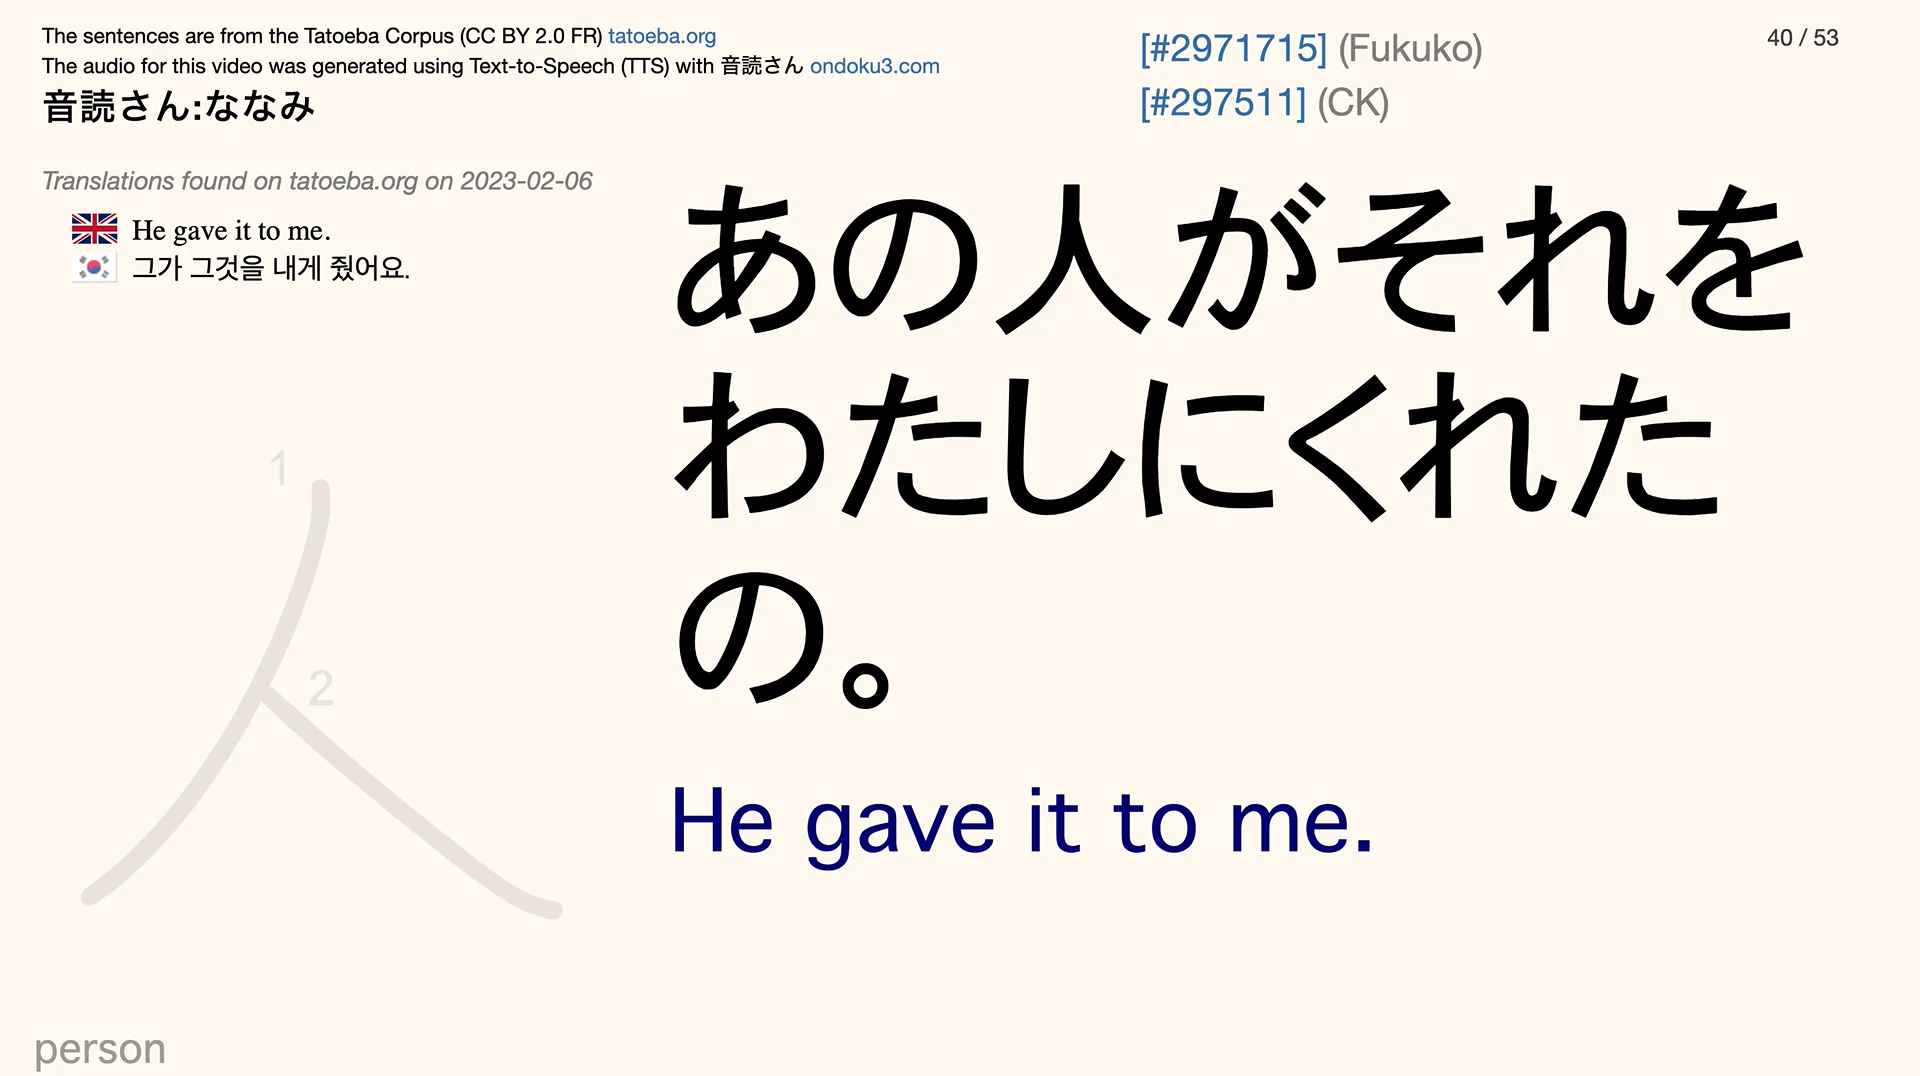 The sentences are from the Tatoeba Corpus (CC BY 2.0 FR) tatoeba.org
The audio for this video was generated using Text-to-Speech (TTS) with 音読さん ondoku3.com
音読さん:ななみ
[#2971715] (Fukuko)
[#297511] (CK)
40 / 53
Translations found on tatoeba.org on 2023-02-06
He gave it to me.
그가 그것을 내게 줬어요.
あの人がそれを
わたしにくれた
の。
He gave it to me.
1
2
人
person